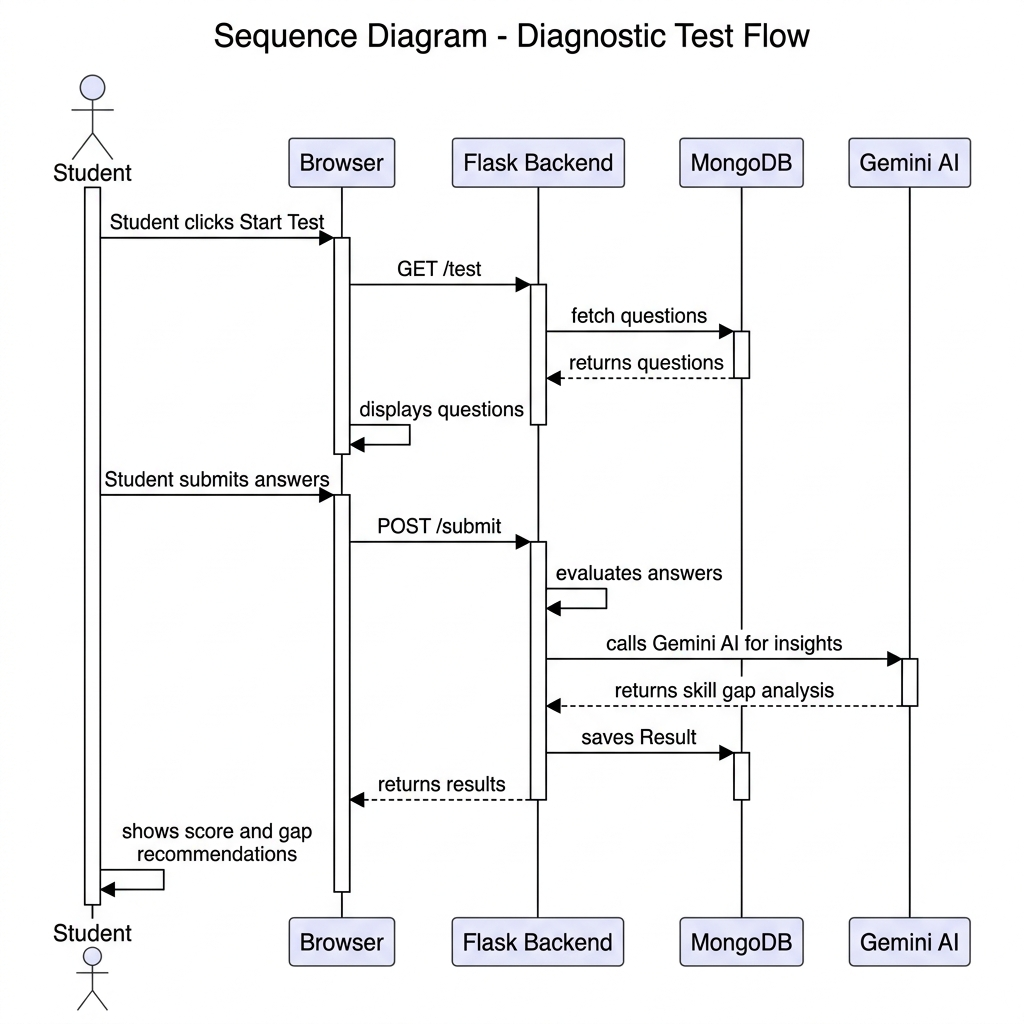 Sequence Diagram - Diagnostic Test Flow
Student
Browser
Flask Backend
MongoDB
Gemini AI
Student clicks Start Test
GET /test
fetch questions
returns questions
displays questions
Student submits answers
POST /submit
evaluates answers
calls Gemini AI for insights
returns skill gap analysis
saves Result
returns results
shows score and gap
recommendations
Student
Browser
Flask Backend
MongoDB
Gemini AI